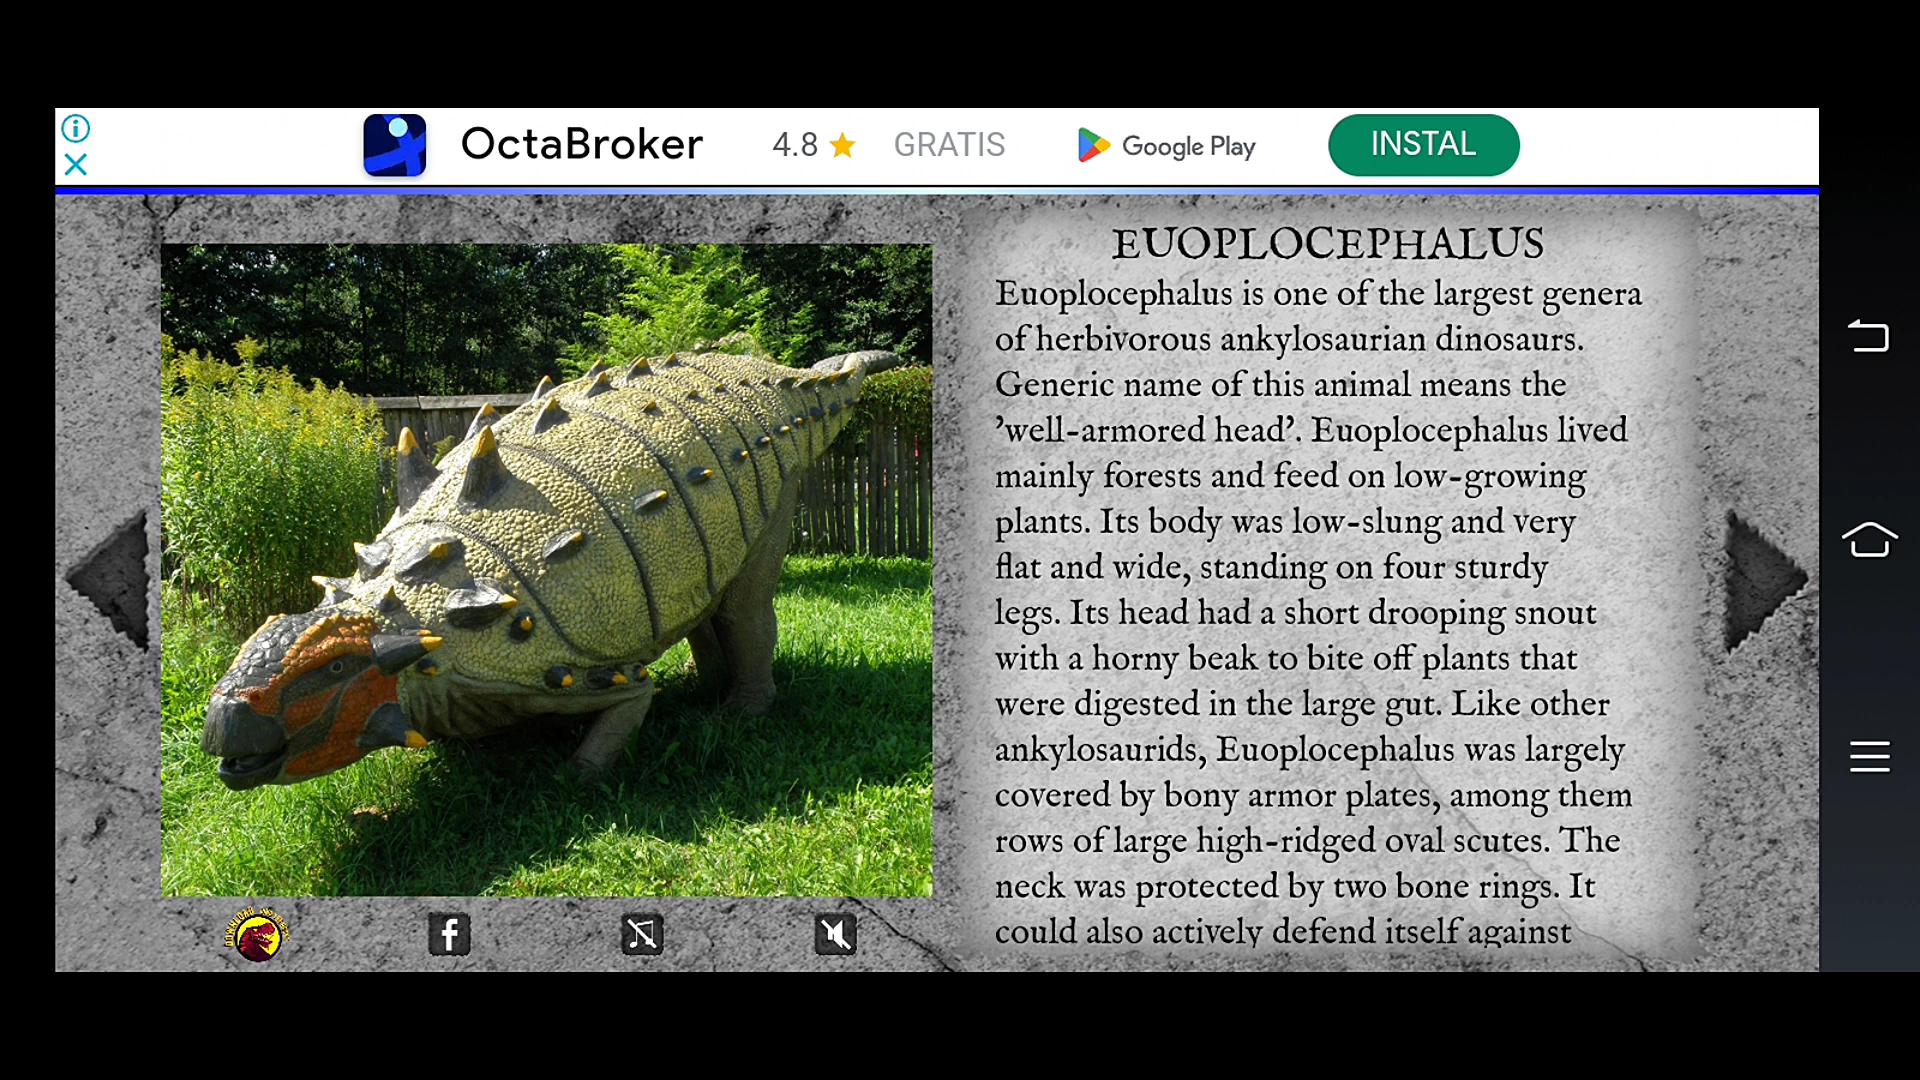 OctaBroker 4.8 GRATIS Google Play INSTAL
EUOPLOCEPHALUS
Euoplocephalus is one of the largest genera
of herbivorous ankylosaurian dinosaurs.
Generic name of this animal means the
'well-armored head'. Euoplocephalus lived
mainly forests and feed on low-growing
plants. Its body was low-slung and very
flat and wide, standing on four sturdy
legs. Its head had a short drooping snout
with a horny beak to bite off plants that
were digested in the large gut. Like other
ankylosaurids, Euoplocephalus was largely
covered by bony armor plates, among them
rows of large high-ridged oval scutes. The
neck was protected by two bone rings. It
could also actively defend itself against